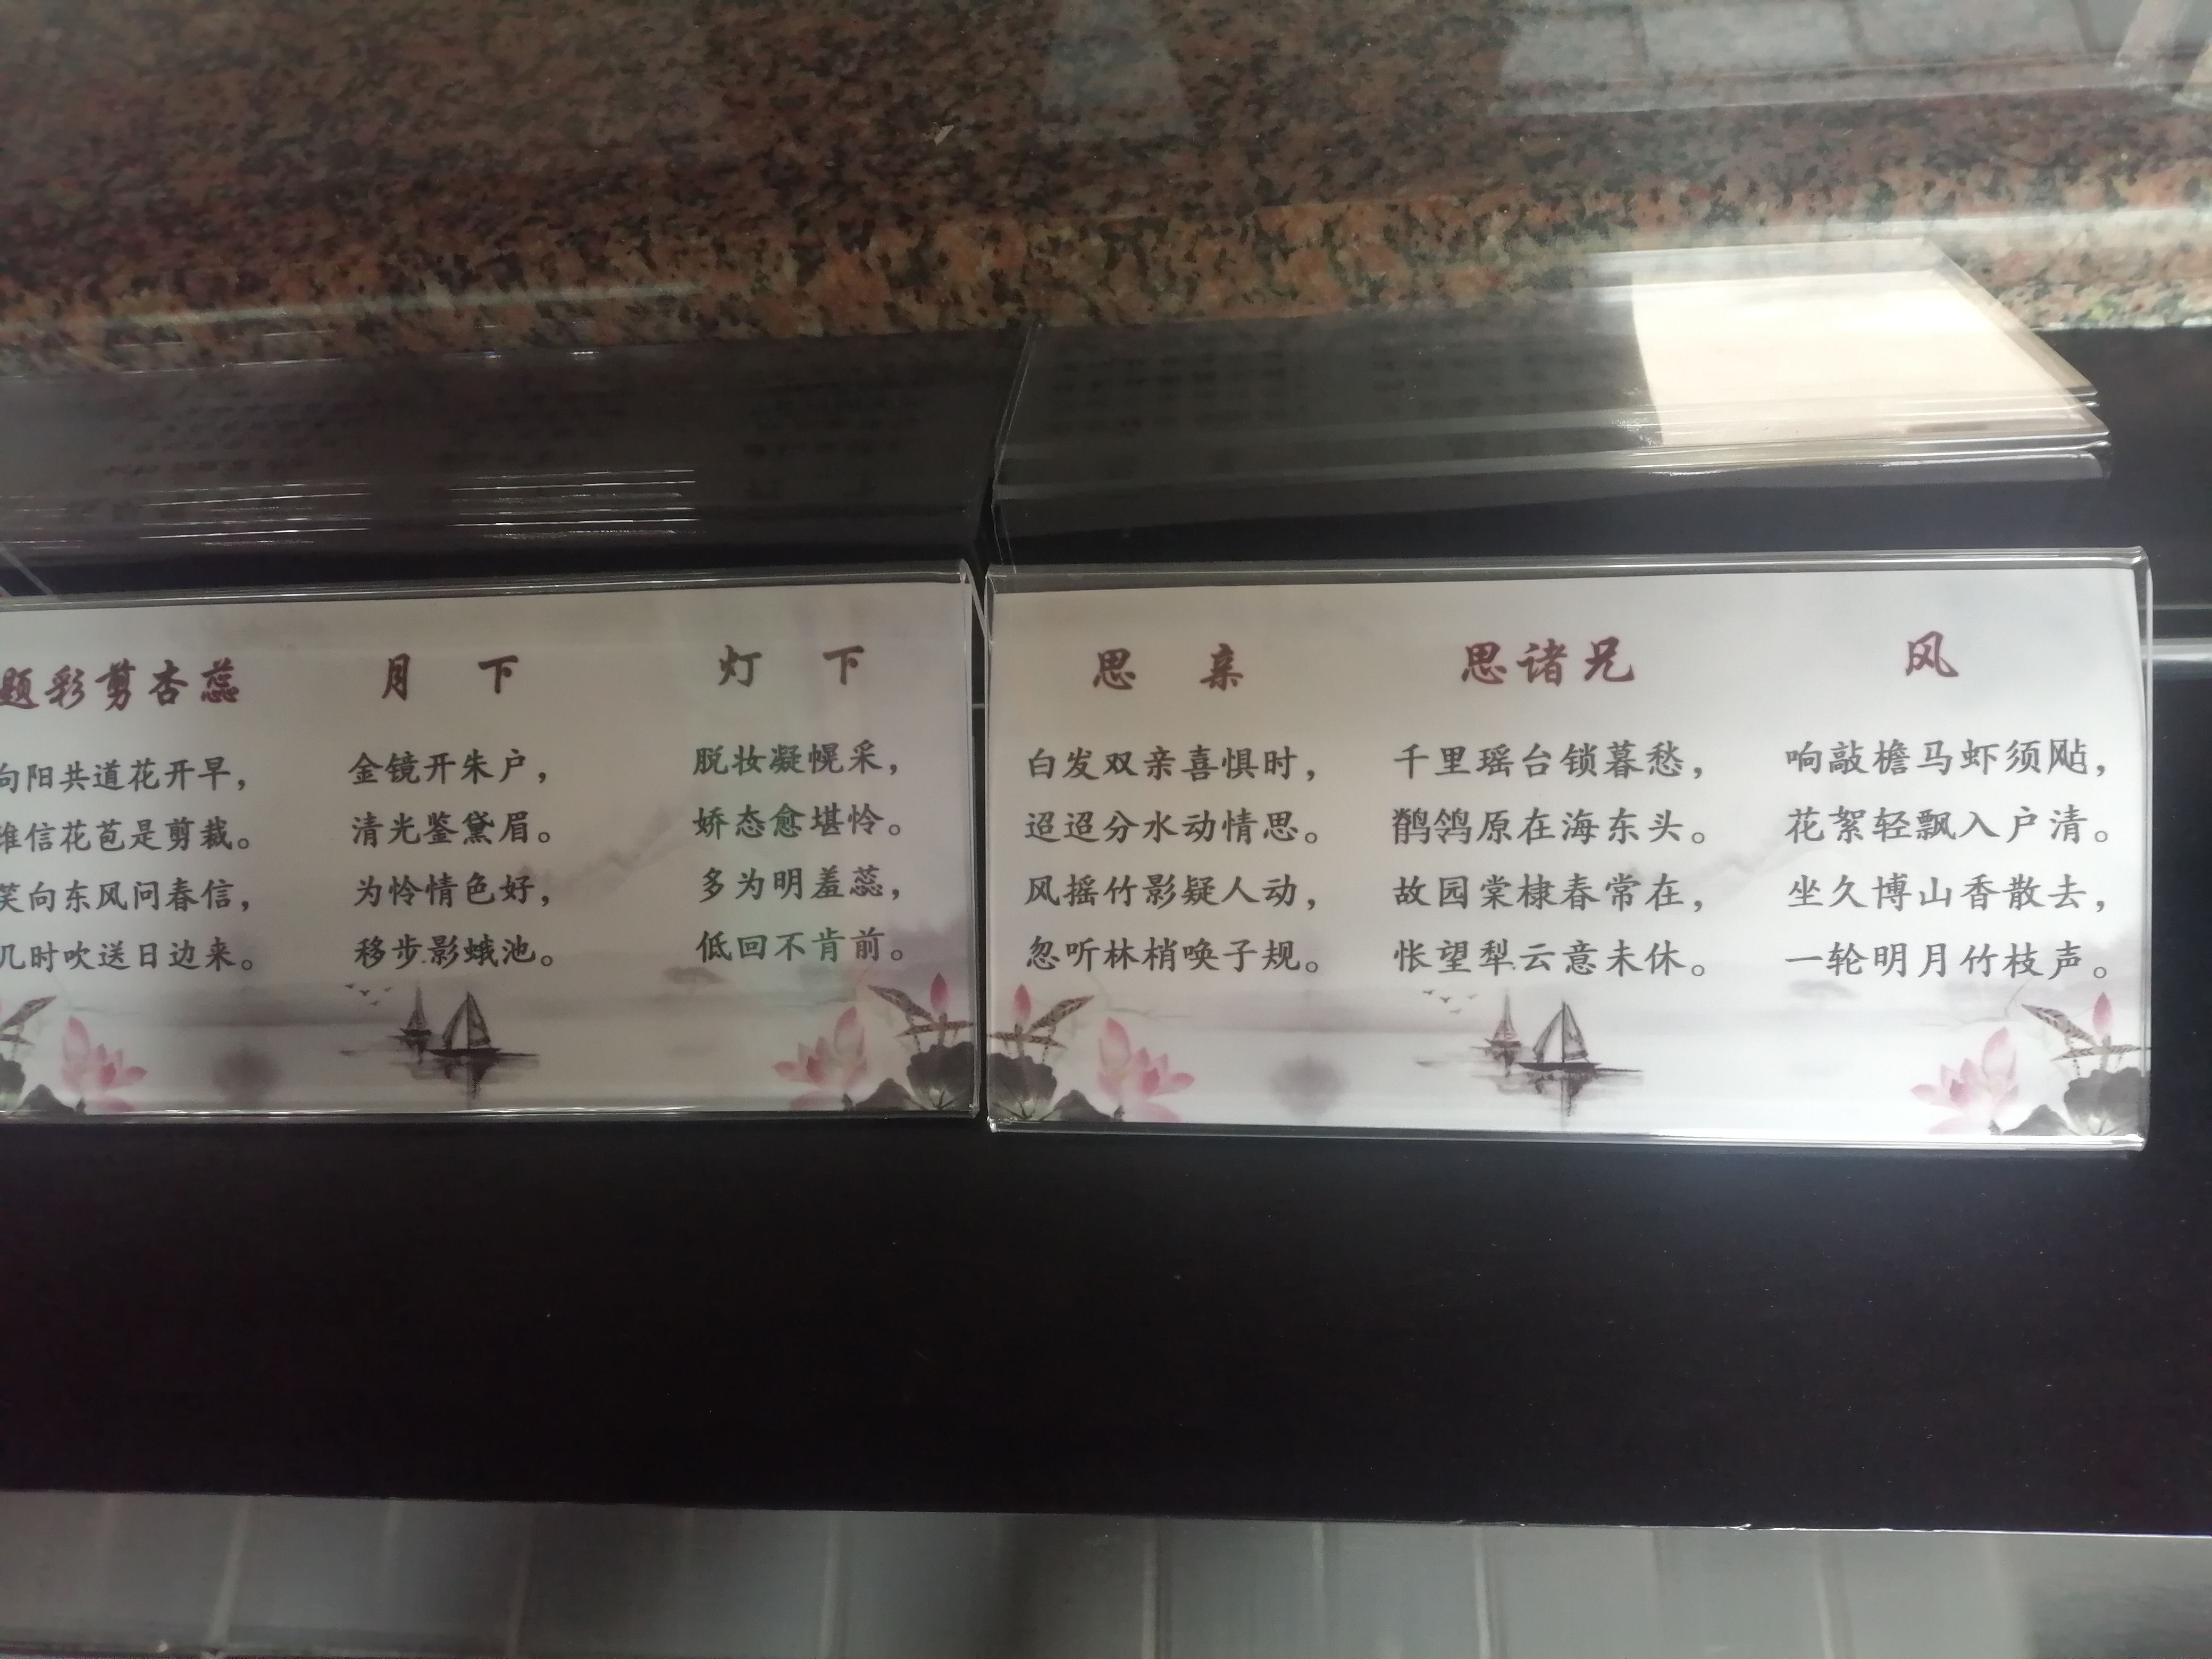 题彩剪杏蕊
向阳共道花开早，
谁信花苞是剪裁。
笑向东风问春信，
几时吹送日边来。
月 下
金镜开朱户，
清光鉴黛眉。
为怜情色好，
移步影蛾池。
灯 下
脱妆凝幌采，
娇态愈堪怜。
多为明羞蕊，
低回不肯前。
思 亲
白发双亲喜惧时，
迢迢分水动情思。
风摇竹影疑人动，
忽听林梢唤子规。
思诸兄
千里瑶台锁暮愁，
鹡鸰原在海东头。
故园棠棣春常在，
怅望犁云意未休。
风
响敲檐马虾须飐，
花絮轻飘入户清。
坐久博山香散去，
一轮明月竹枝声。